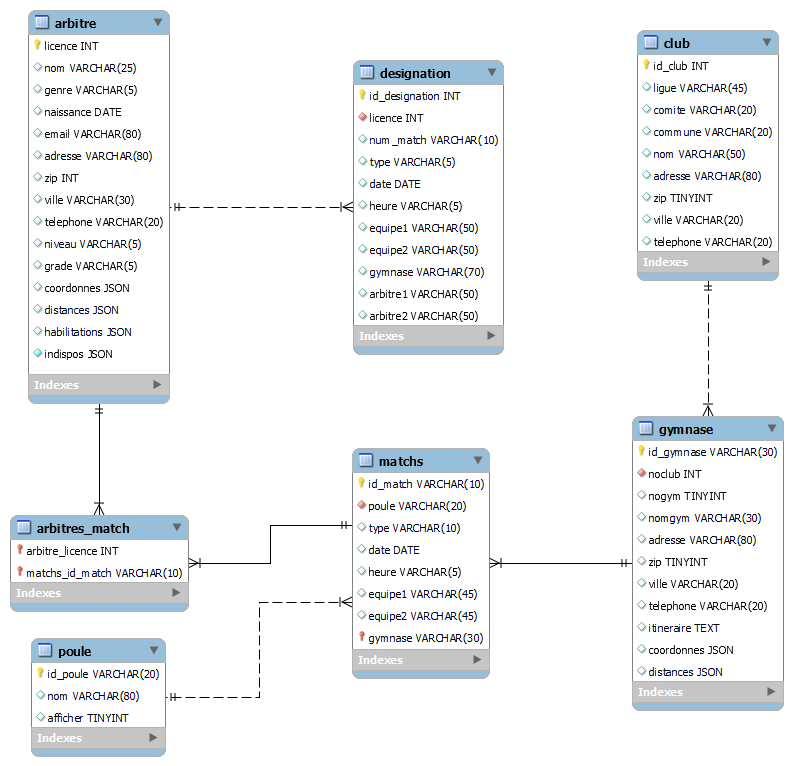 arbitre
licence INT
nom VARCHAR(25)
genre VARCHAR(5)
naissance DATE
email VARCHAR(80)
adresse VARCHAR(80)
zip INT
ville VARCHAR(30)
telephone VARCHAR(20)
niveau VARCHAR(5)
grade VARCHAR(5)
coordonnes JSON
distances JSON
habilitations JSON
indispos JSON
Indexes
designation
id_designation INT
licence INT
num_match VARCHAR(10)
type VARCHAR(5)
date DATE
heure VARCHAR(5)
equipe1 VARCHAR(50)
equipe2 VARCHAR(50)
gymnase VARCHAR(70)
arbitre1 VARCHAR(50)
arbitre2 VARCHAR(50)
Indexes
club
id_club INT
ligue VARCHAR(45)
comite VARCHAR(20)
commune VARCHAR(20)
nom VARCHAR(50)
adresse VARCHAR(80)
zip TINYINT
ville VARCHAR(20)
telephone VARCHAR(20)
Indexes
arbitres_match
arbitre_licence INT
matchs_id_match VARCHAR(10)
Indexes
matchs
id_match VARCHAR(10)
poule VARCHAR(20)
type VARCHAR(10)
date DATE
heure VARCHAR(5)
equipe1 VARCHAR(45)
equipe2 VARCHAR(45)
gymnase VARCHAR(30)
Indexes
gymnase
id_gymnase VARCHAR(30)
noclub INT
nogym TINYINT
nomgym VARCHAR(30)
adresse VARCHAR(80)
zip TINYINT
ville VARCHAR(20)
telephone VARCHAR(20)
itineraire TEXT
coordonnes JSON
distances JSON
Indexes
poule
id_poule VARCHAR(20)
nom VARCHAR(80)
afficher TINYINT
Indexes